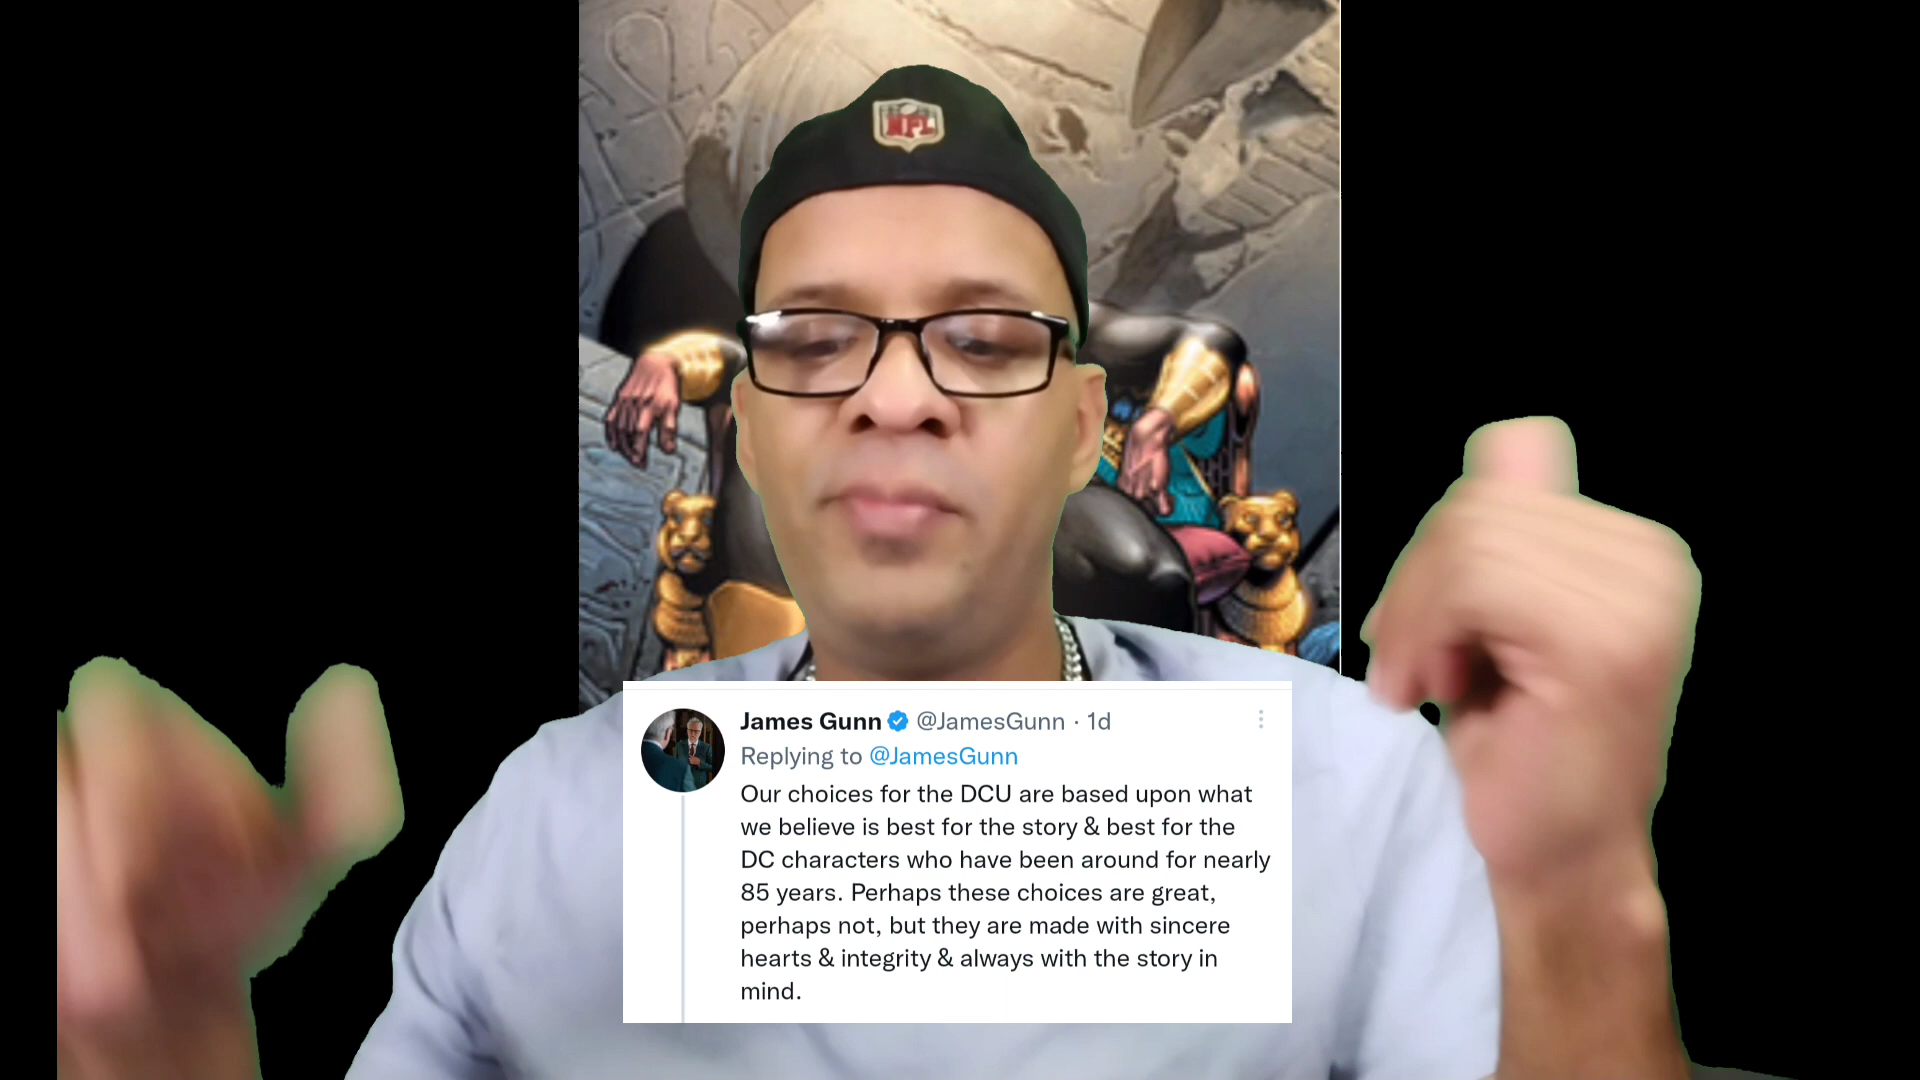 NFL
James Gunn @JamesGunn · 1d
Replying to @JamesGunn
Our choices for the DCU are based upon what
we believe is best for the story & best for the
DC characters who have been around for nearly
85 years. Perhaps these choices are great,
perhaps not, but they are made with sincere
hearts & integrity & always with the story in
mind.